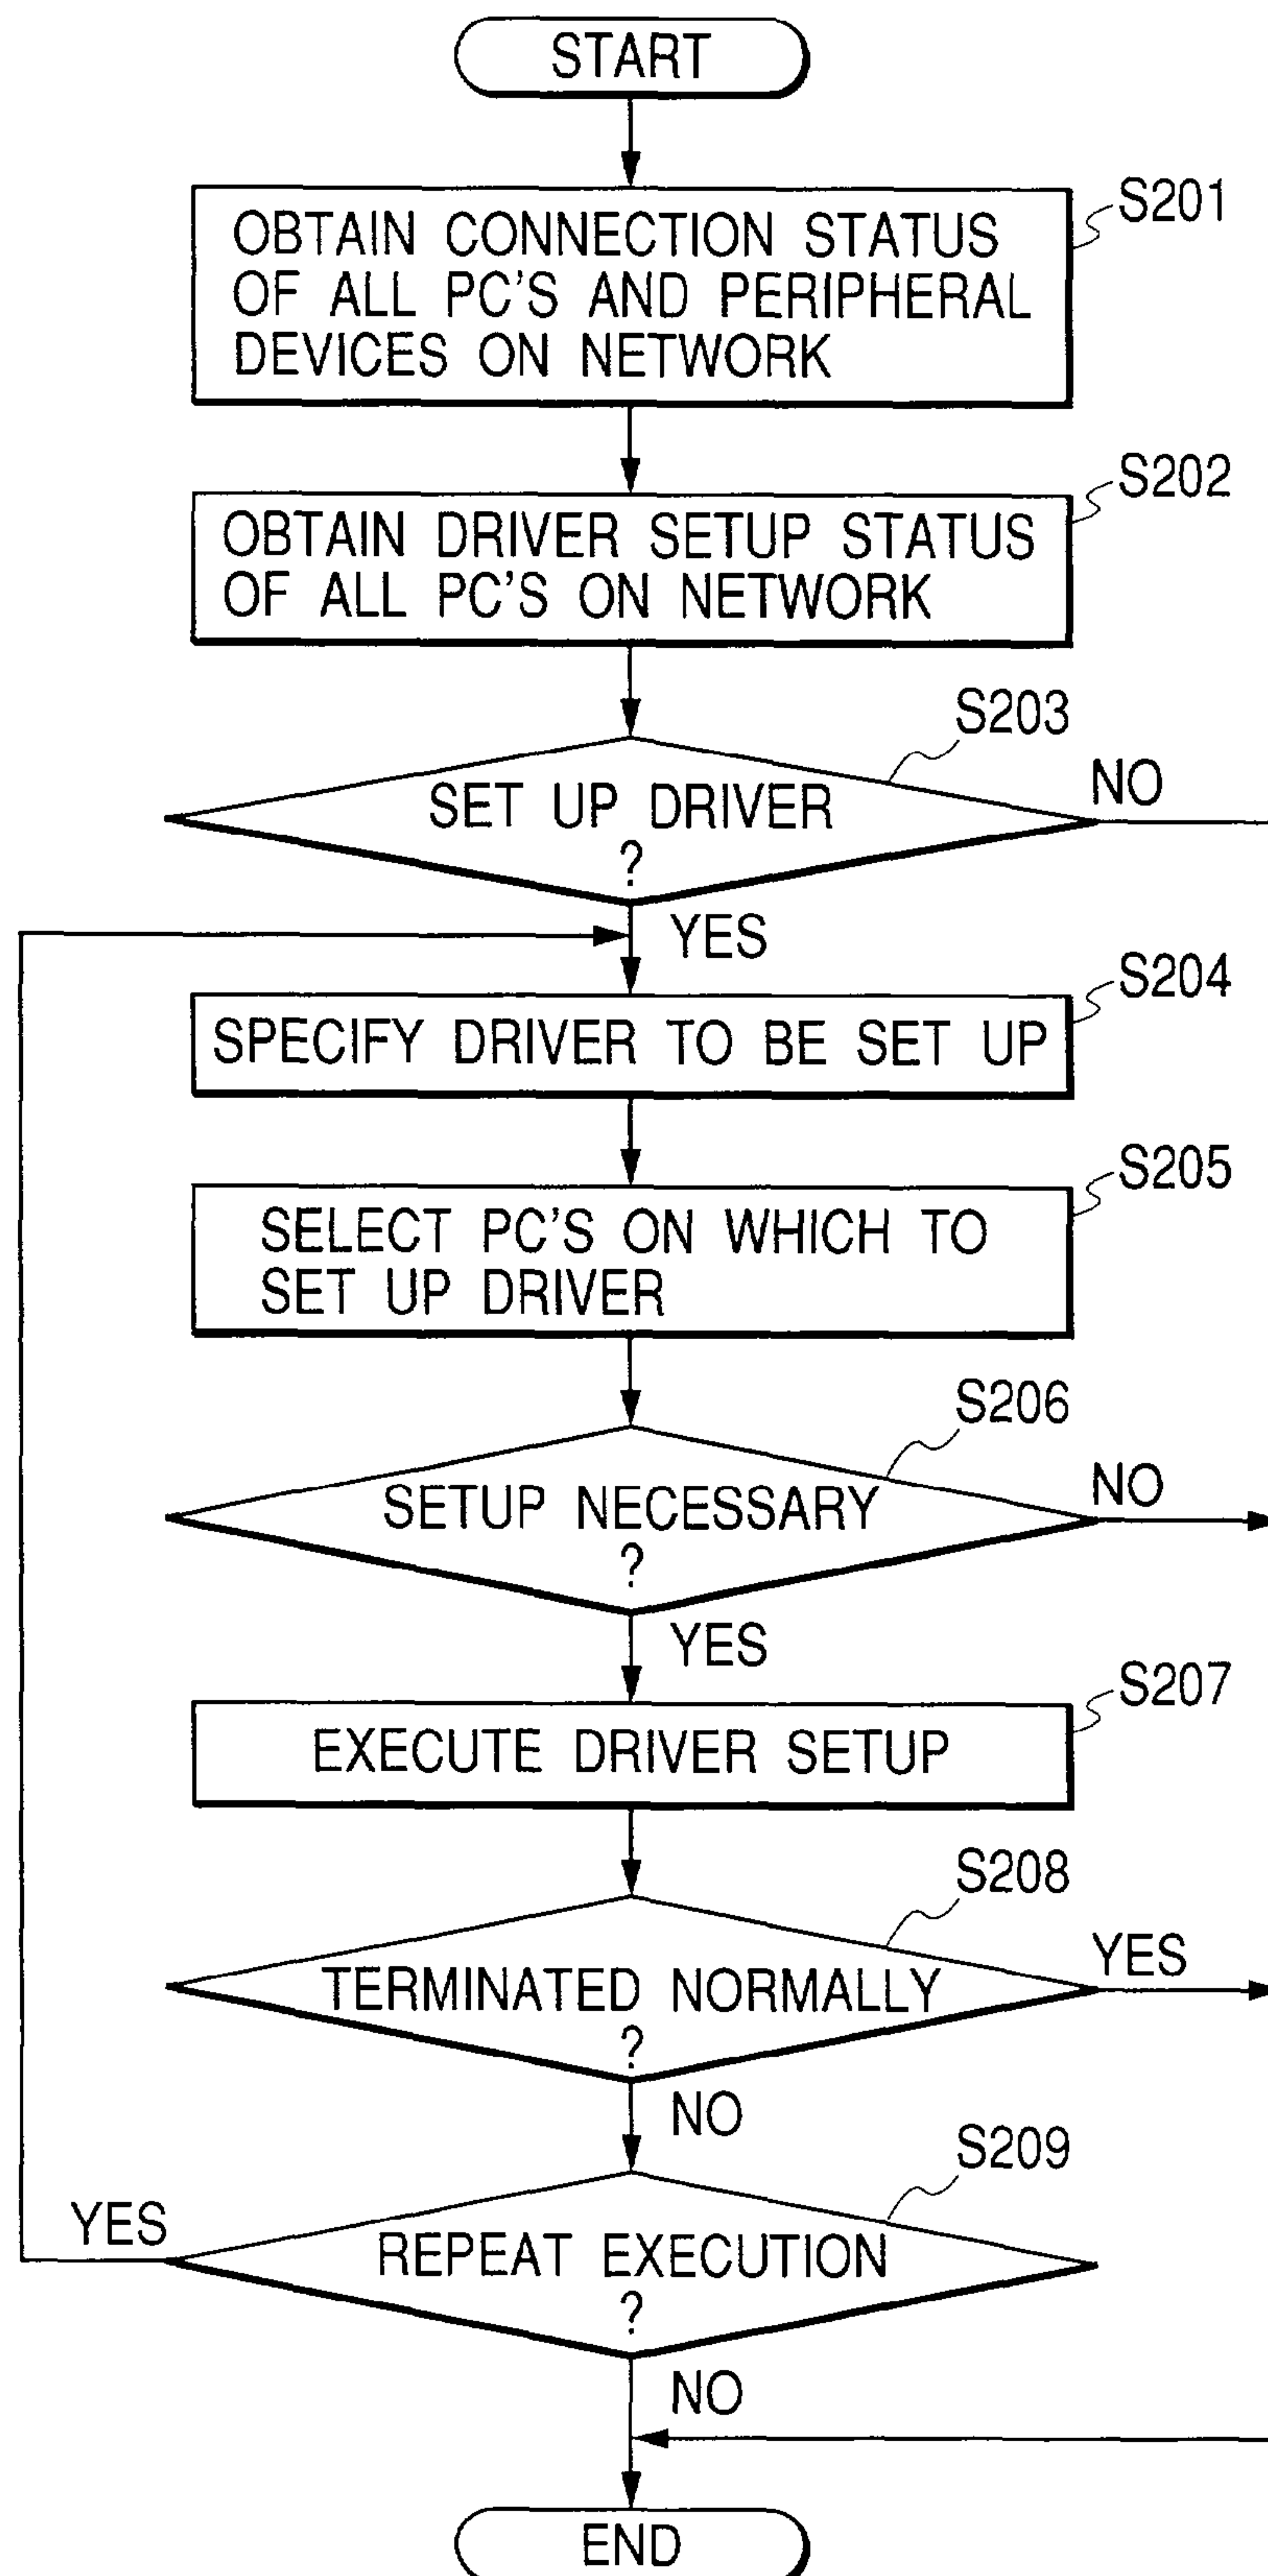 START
S201
OBTAIN CONNECTION STATUS
OF ALL PC'S AND PERIPHERAL
DEVICES ON NETWORK
S202
OBTAIN DRIVER SETUP STATUS
OF ALL PC'S ON NETWORK
S203
SET UP DRIVER
?
NO
YES
S204
SPECIFY DRIVER TO BE SET UP
S205
SELECT PC'S ON WHICH TO
SET UP DRIVER
S206
SETUP NECESSARY
?
NO
YES
S207
EXECUTE DRIVER SETUP
S208
TERMINATED NORMALLY
?
YES
NO
S209
YES
REPEAT EXECUTION
?
NO
END